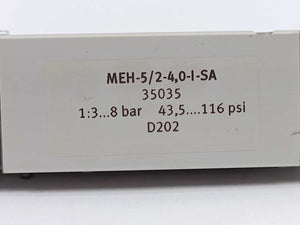 MEH-5/2-4,0-I-SA
35035
1:3...8 bar 43,5....116 psi
D202